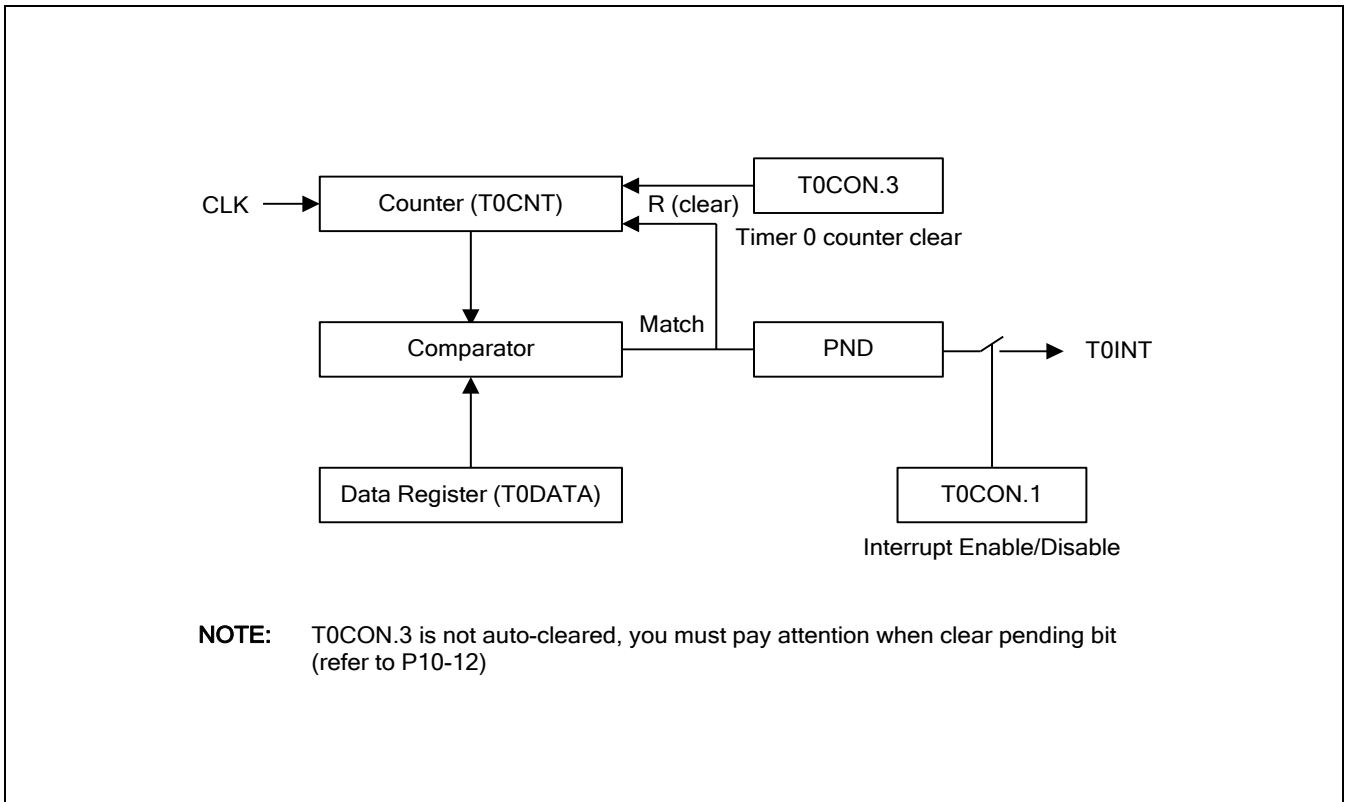 T0CON.3
CLK
Counter (T0CNT)
R (clear)
Timer 0 counter clear
Match
Comparator
PND
T0INT
Data Register (T0DATA)
T0CON.1
Interrupt Enable/Disable
NOTE: T0CON.3 is not auto-cleared, you must pay attention when clear pending bit
(refer to P10-12)